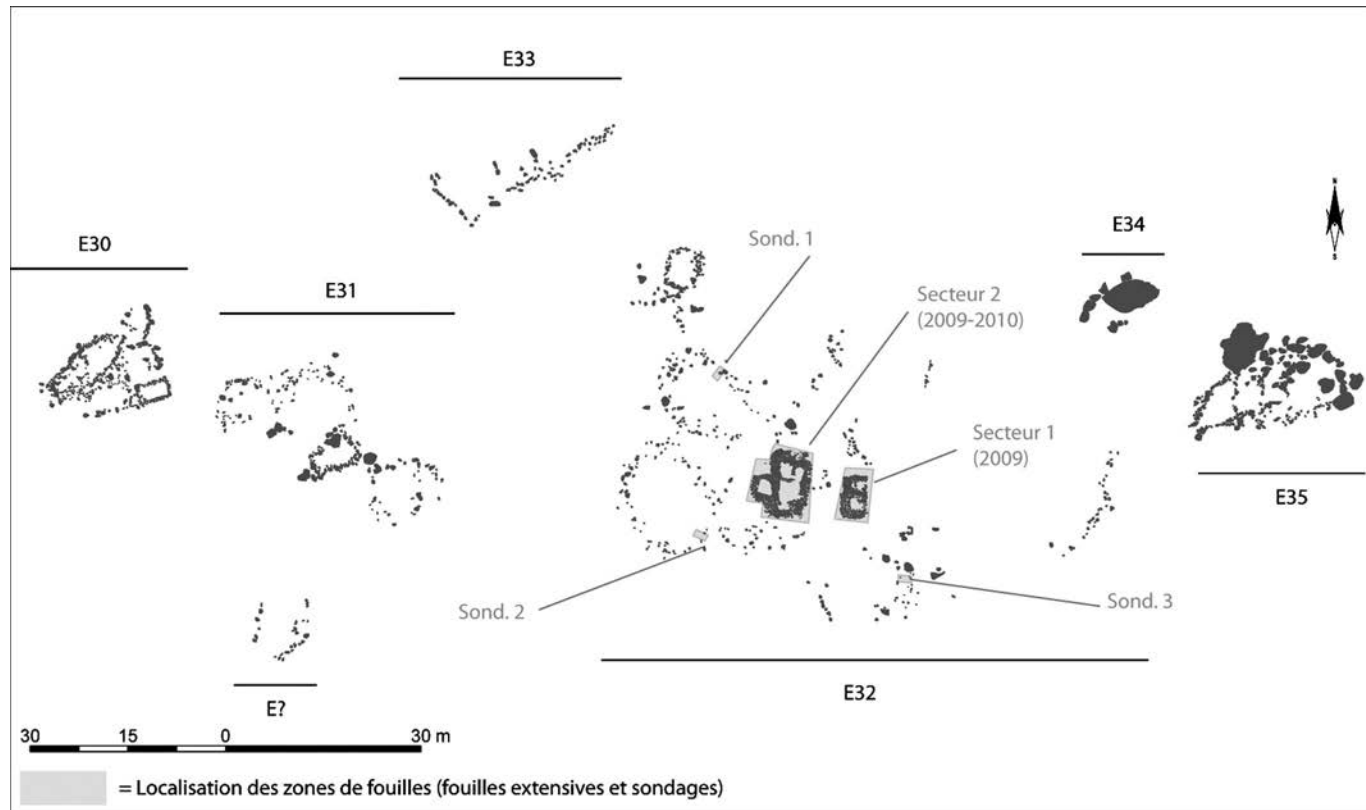 E33
E30
E31
Sond. 1
E34
Secteur 2
(2009-2010)
Secteur 1
(2009)
E35
Sond. 2
Sond. 3
E32
E?
30 15 0 30 m
= Localisation des zones de fouilles (fouilles extensives et sondages)